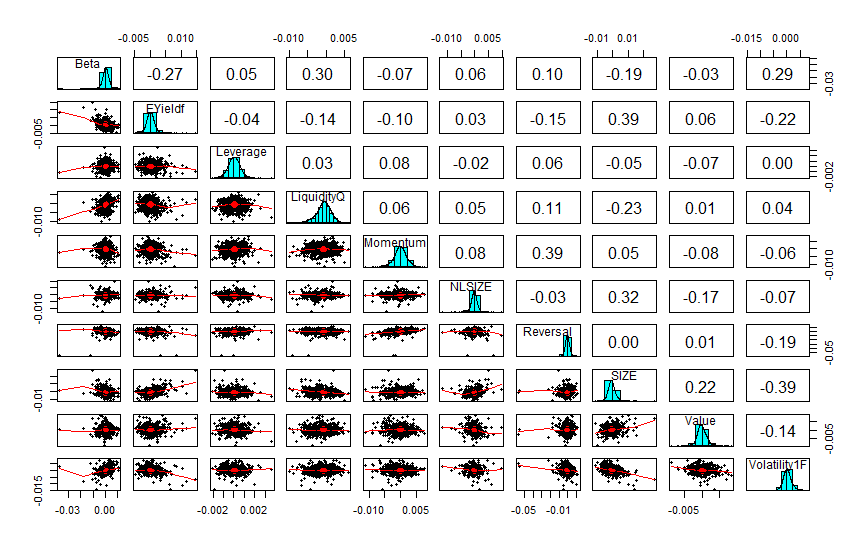 -0.005 0.010 -0.010 0.005 -0.010 0.005 -0.01 0.01 -0.015 0.000
Beta -0.27 0.05 0.30 -0.07 0.06 0.10 -0.19 -0.03 0.29 -0.03
-0.005 EYieldf -0.04 -0.14 -0.10 0.03 -0.15 0.39 0.06 -0.22
Leverage 0.03 0.08 -0.02 0.06 -0.05 -0.07 0.00 -0.002
-0.010 LiquidityQ 0.06 0.05 0.11 -0.23 0.01 0.04
Momentum 0.08 0.39 0.05 -0.08 -0.06 -0.010
-0.010 NLSIZE -0.03 0.32 -0.17 -0.07
Reversal 0.00 0.01 -0.19 -0.05
-0.01 SIZE 0.22 -0.39
Value -0.14 -0.005
-0.015 Volatility1F
-0.03 0.00 -0.002 0.002 -0.010 0.005 -0.05 -0.01 -0.005